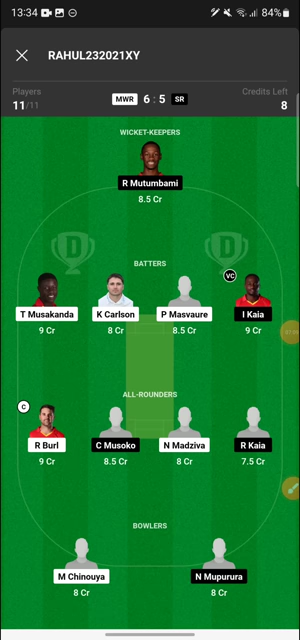 13:34 84%
RAHUL232021XY
Players
11/11
MWR 6 : 5 SR
Credits Left
8
WICKET-KEEPERS
R Mutumbami
8.5 Cr
BATTERS
VC
T Musakanda K Carlson P Masvaure I Kaia
9 Cr 8 Cr 8.5 Cr 9 Cr
ALL-ROUNDERS
C
R Burl C Musoko N Madziva R Kaia
9 Cr 8.5 Cr 8 Cr 7.5 Cr
BOWLERS
M Chinouya N Mupurura
8 Cr 8 Cr